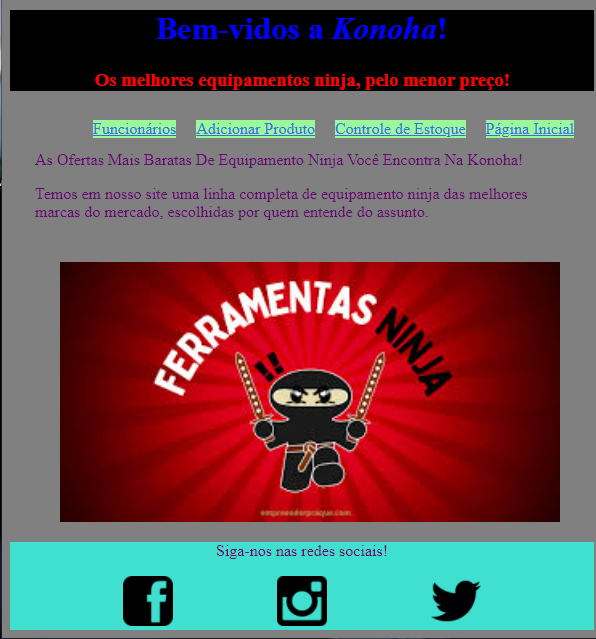 Bem-vidos a Konoha!
Os melhores equipamentos ninja, pelo menor preço!
Funcionários Adicionar Produto Controle de Estoque Página Inicial
As Ofertas Mais Baratas De Equipamento Ninja Você Encontra Na Konoha!
Temos em nosso site uma linha completa de equipamento ninja das melhores
marcas do mercado, escolhidas por quem entende do assunto.
FERRAMENTAS NINJA
!!
Siga-nos nas redes sociais!